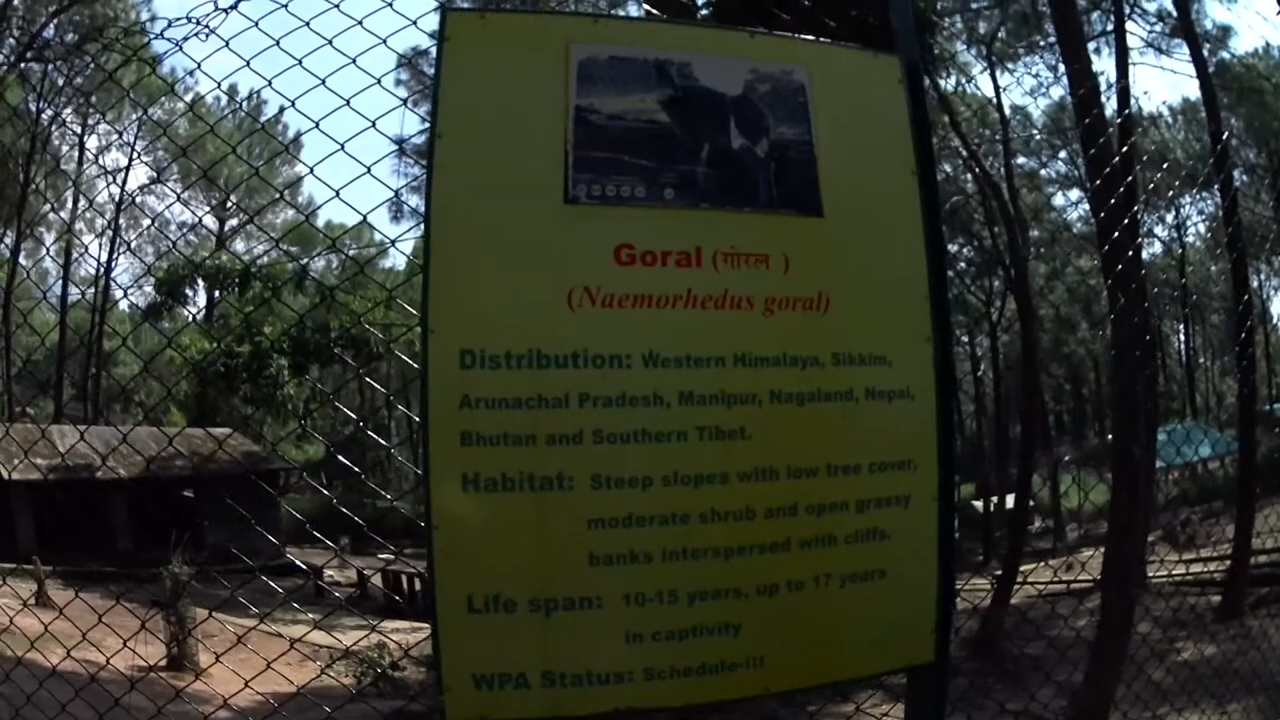 Goral (गोरल )
(Naemorhedus goral)
Distribution: Western Himalaya, Sikkim,
Arunachal Pradesh, Manipur, Nagaland, Nepal,
Bhutan and Southern Tibet.
Habitat: Steep slopes with low tree cover,
moderate shrub and open grassy
banks interspersed with cliffs.
Life span: 10-15 years, up to 17 years
in captivity
WPA Status: Schedule-III